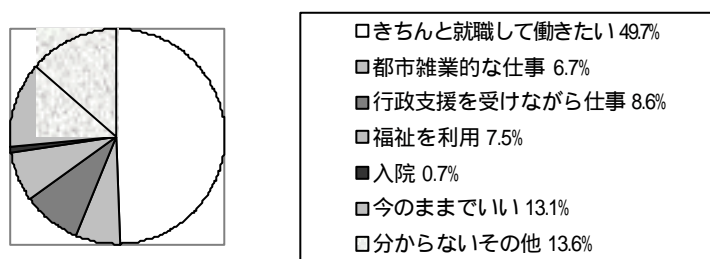 □きちんと就職して働きたい 49.7%
■都市雑業的な仕事 6.7%
■行政支援を受けながら仕事 8.6%
■福祉を利用 7.5%
■入院 0.7%
■今のままでいい 13.1%
□分からないその他 13.6%